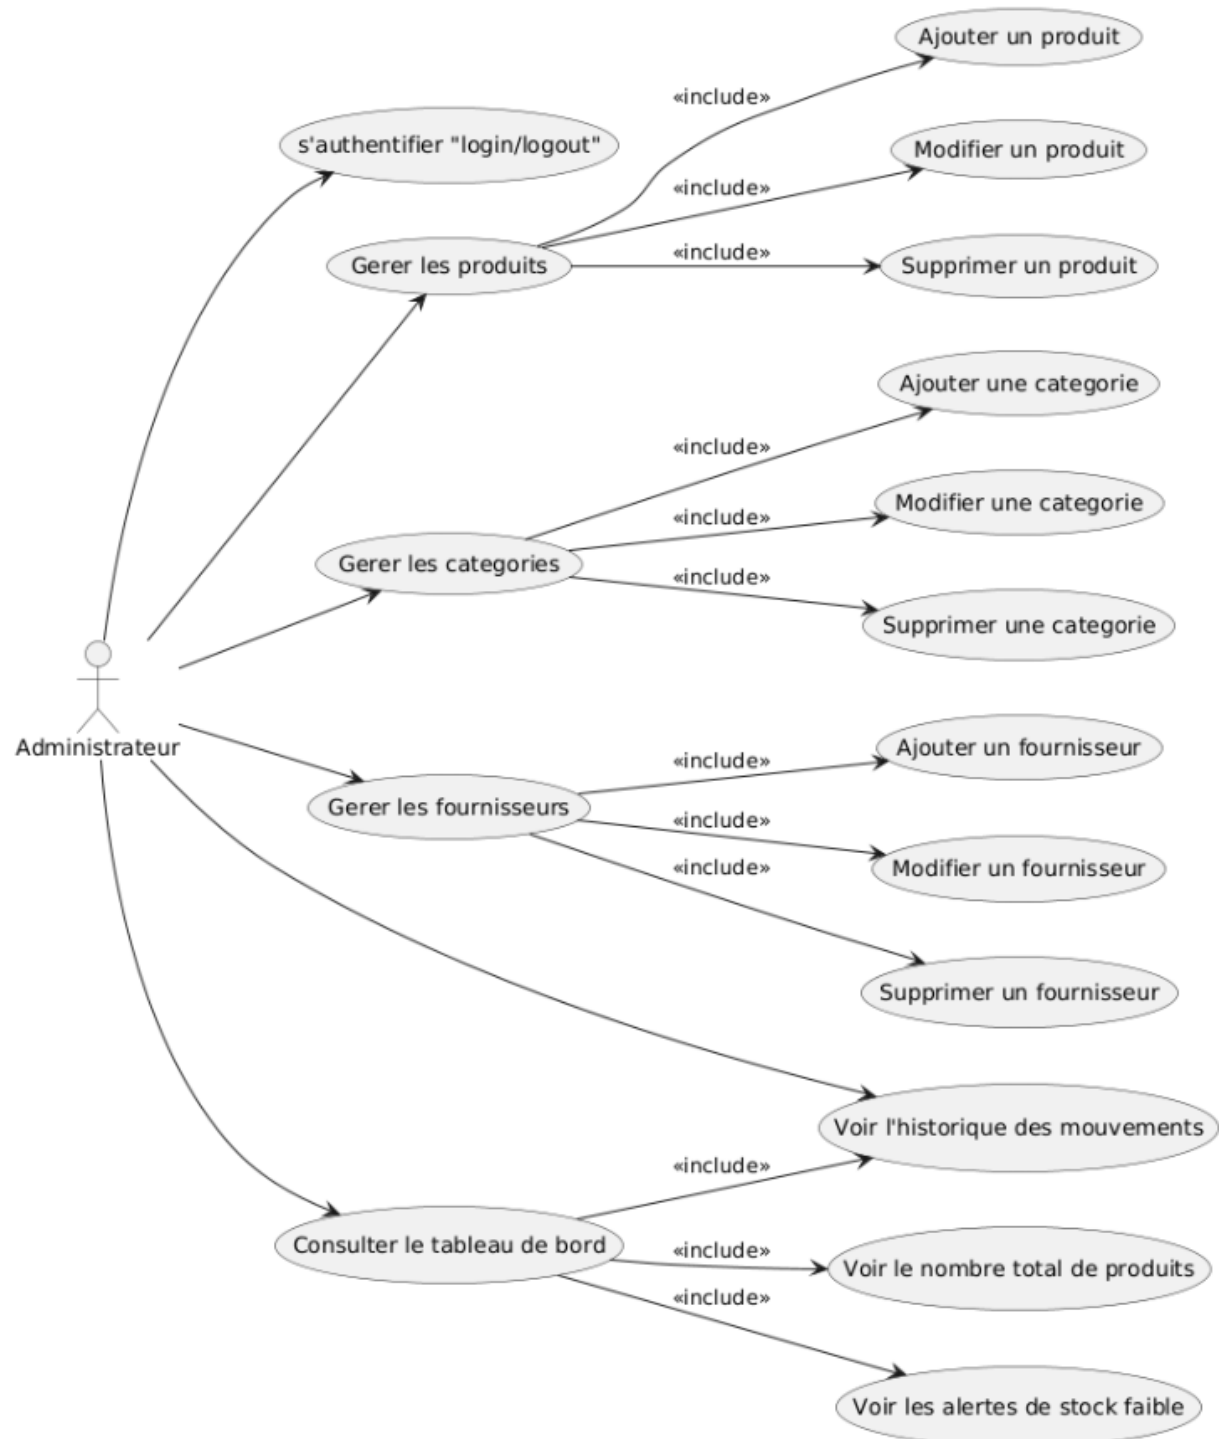 Ajouter un produit
«include»
s'authentifier "login/logout"
Modifier un produit
«include»
«include»
Gerer les produits
Supprimer un produit
Ajouter une categorie
«include»
Modifier une categorie
«include»
Gerer les categories
«include»
Supprimer une categorie
Administrateur
Ajouter un fournisseur
«include»
Gerer les fournisseurs
«include»
«include»
Modifier un fournisseur
Supprimer un fournisseur
Voir l'historique des mouvements
«include»
Consulter le tableau de bord
«include»
Voir le nombre total de produits
«include»
Voir les alertes de stock faible